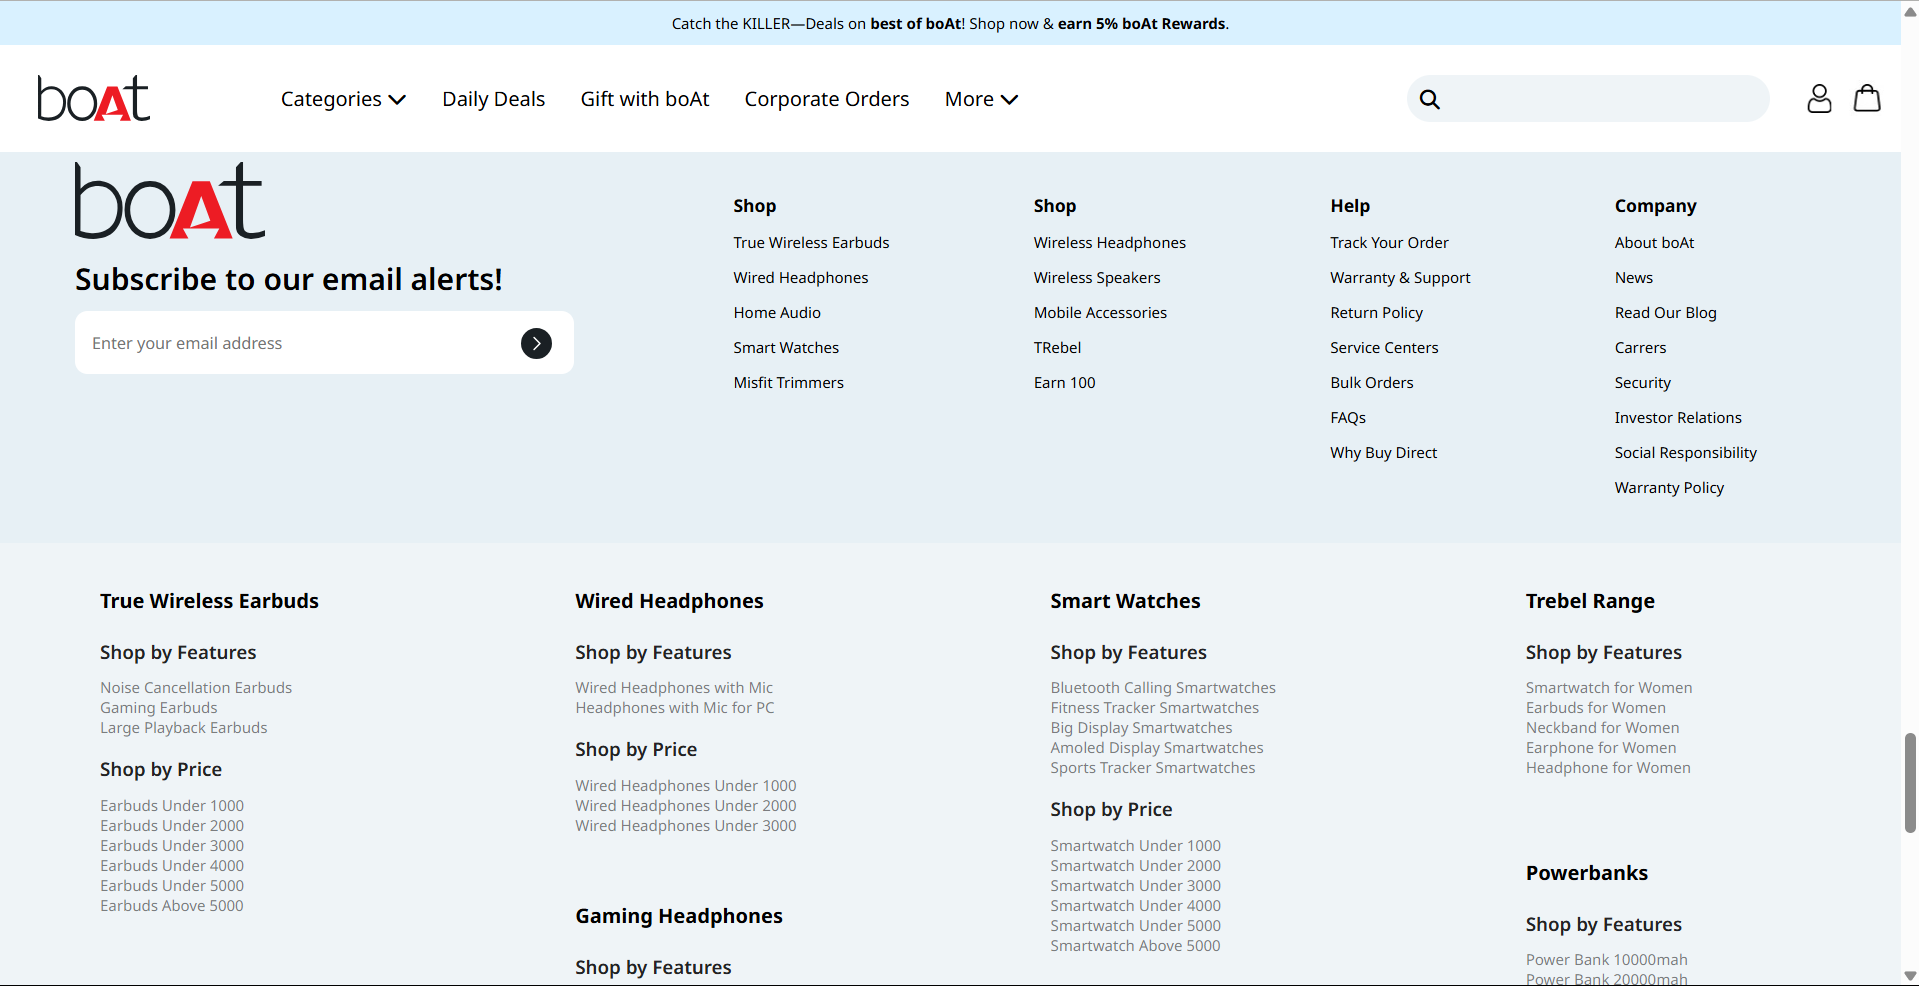 Catch the KILLER—Deals on best of boAt! Shop now & earn 5% boAt Rewards.
boAt
Categories
Daily Deals
Gift with boAt
Corporate Orders
More
boAt
Subscribe to our email alerts!
Enter your email address
Shop
True Wireless Earbuds
Wired Headphones
Home Audio
Smart Watches
Misfit Trimmers
Shop
Wireless Headphones
Wireless Speakers
Mobile Accessories
TRebel
Earn 100
Help
Track Your Order
Warranty & Support
Return Policy
Service Centers
Bulk Orders
FAQs
Why Buy Direct
Company
About boAt
News
Read Our Blog
Carrers
Security
Investor Relations
Social Responsibility
Warranty Policy
True Wireless Earbuds
Shop by Features
Noise Cancellation Earbuds
Gaming Earbuds
Large Playback Earbuds
Shop by Price
Earbuds Under 1000
Earbuds Under 2000
Earbuds Under 3000
Earbuds Under 4000
Earbuds Under 5000
Earbuds Above 5000
Wired Headphones
Shop by Features
Wired Headphones with Mic
Headphones with Mic for PC
Shop by Price
Wired Headphones Under 1000
Wired Headphones Under 2000
Wired Headphones Under 3000
Gaming Headphones
Shop by Features
Smart Watches
Shop by Features
Bluetooth Calling Smartwatches
Fitness Tracker Smartwatches
Big Display Smartwatches
Amoled Display Smartwatches
Sports Tracker Smartwatches
Shop by Price
Smartwatch Under 1000
Smartwatch Under 2000
Smartwatch Under 3000
Smartwatch Under 4000
Smartwatch Under 5000
Smartwatch Above 5000
Trebel Range
Shop by Features
Smartwatch for Women
Earbuds for Women
Neckband for Women
Earphone for Women
Headphone for Women
Powerbanks
Shop by Features
Power Bank 10000mah
Power Bank 20000mah